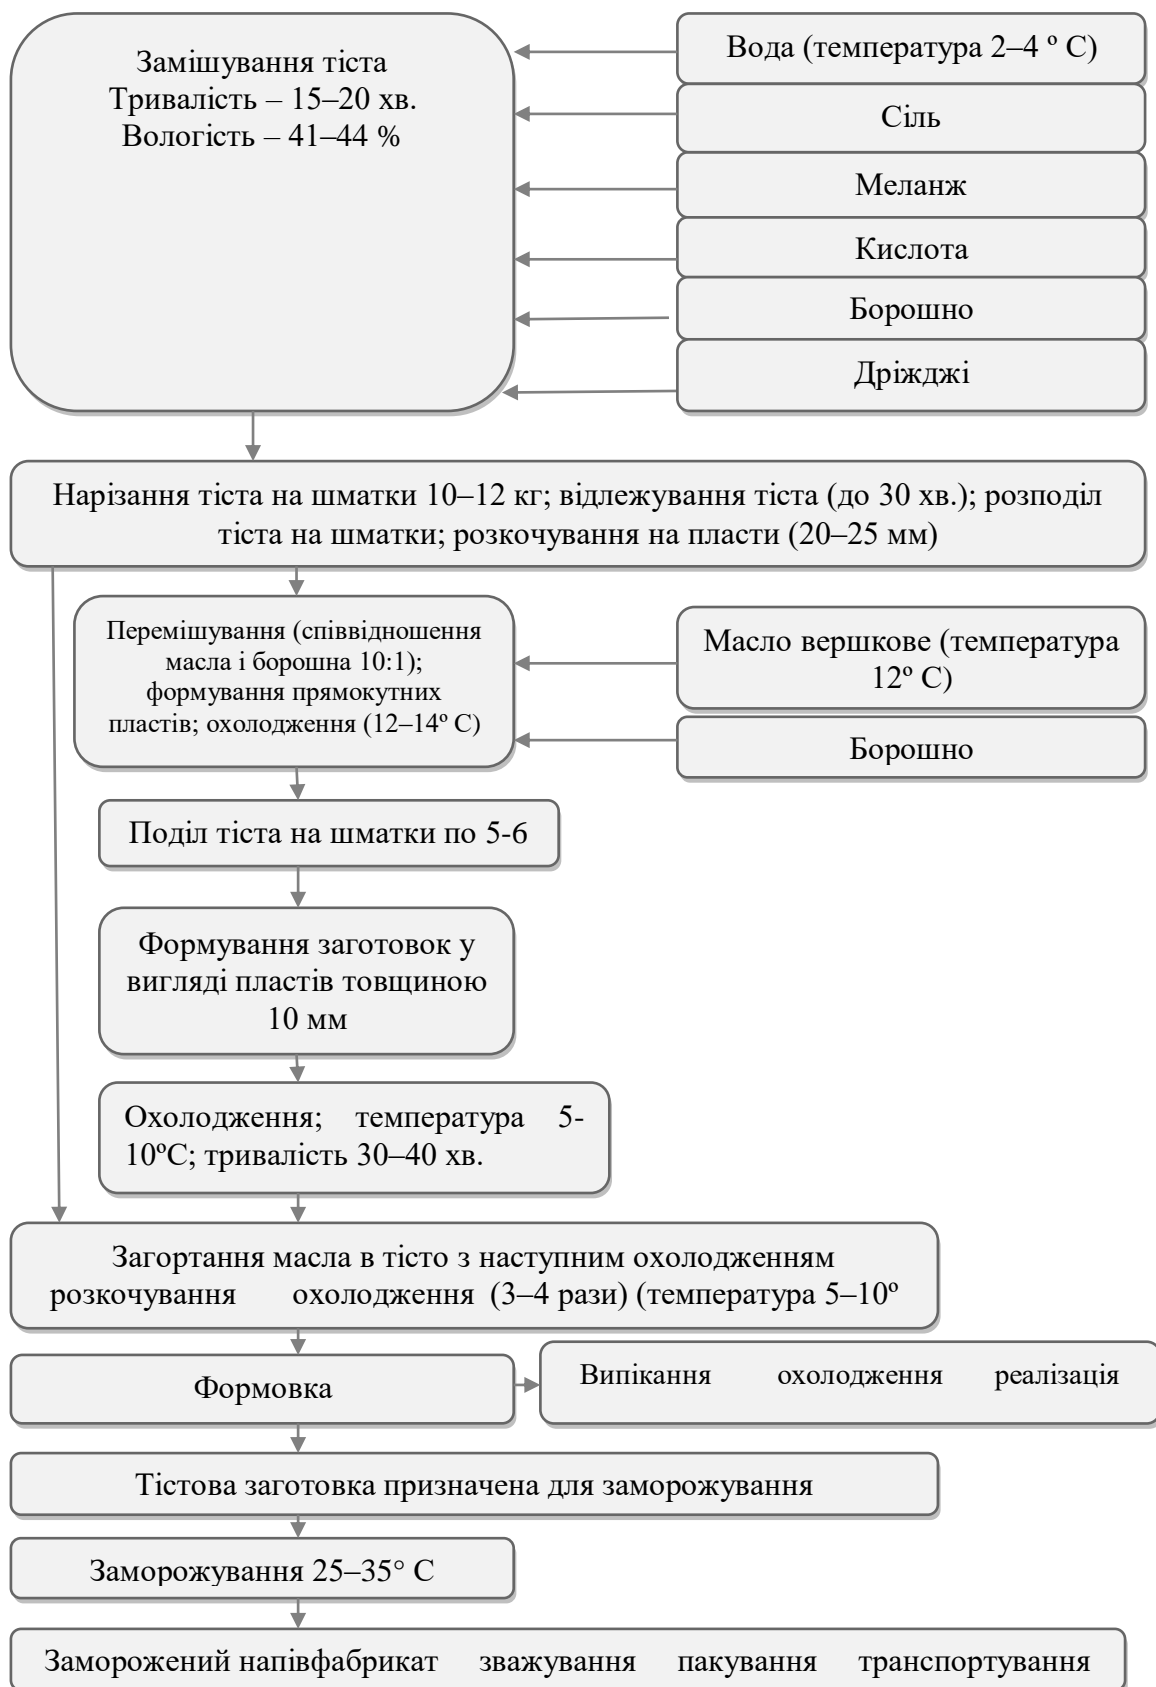 Замішування тіста
Тривалість – 15–20 хв.
Вологість – 41–44 %
Вода (температура 2–4 º С)
Сіль
Меланж
Кислота
Борошно
Дріжджі
Нарізання тіста на шматки 10–12 кг; відлежування тіста (до 30 хв.); розподіл
тіста на шматки; розкочування на пласти (20–25 мм)
Перемішування (співвідношення
масла і борошна 10:1);
формування прямокутних
пластів; охолодження (12–14º С)
Масло вершкове (температура
12º С)
Борошно
Поділ тіста на шматки по 5-6
Формування заготовок у
вигляді пластів товщиною
10 мм
Охолодження; температура 5-
10ºС; тривалість 30–40 хв.
Загортання масла в тісто з наступним охолодженням
розкочування охолодження (3–4 рази) (температура 5–10º
Формовка
Випікання охолодження реалізація
Тістова заготовка призначена для заморожування
Заморожування 25–35° С
Заморожений напівфабрикат зважування пакування транспортування